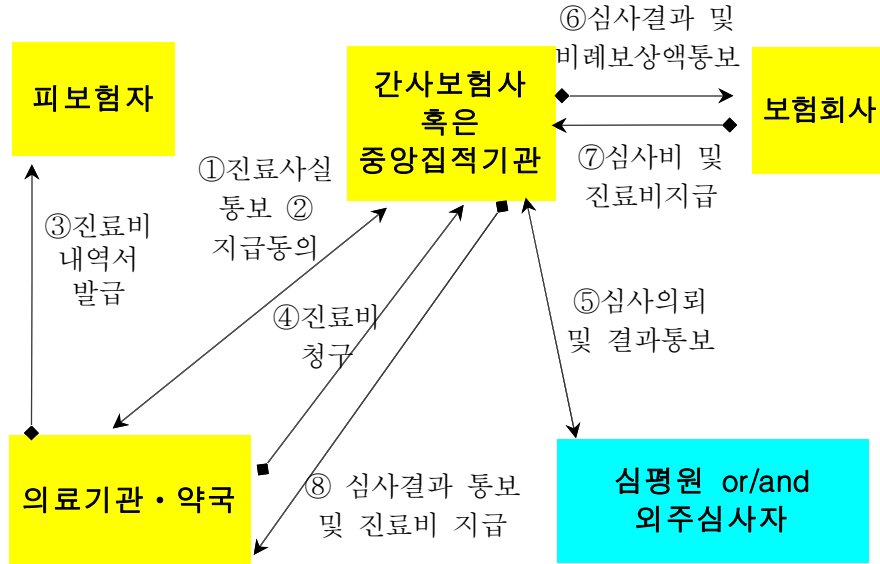 ⑥심사결과 및
비례보상액통보
피보험자
간사보험사
혹은
중앙집적기관
보험회사
①진료사실
통보 ②
지급동의
⑦심사비 및
진료비지급
③진료비
내역서
발급
④진료비
청구
⑤심사의뢰
및 결과통보
의료기관・약국
⑧ 심사결과 통보
및 진료비 지급
심평원 or/and
외주심사자